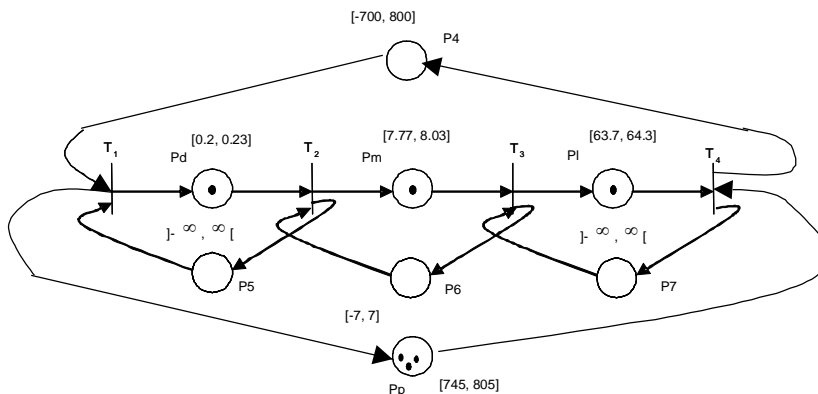 [-700, 800]
P4
[0.2, 0.23]
[7.77, 8.03]
[63.7, 64.3]
T1
Pd
T2
Pm
T3
Pl
T4
]- ∞ , ∞ [
]- ∞ , ∞ [
P5
P6
P7
[-7, 7]
Pp
[745, 805]